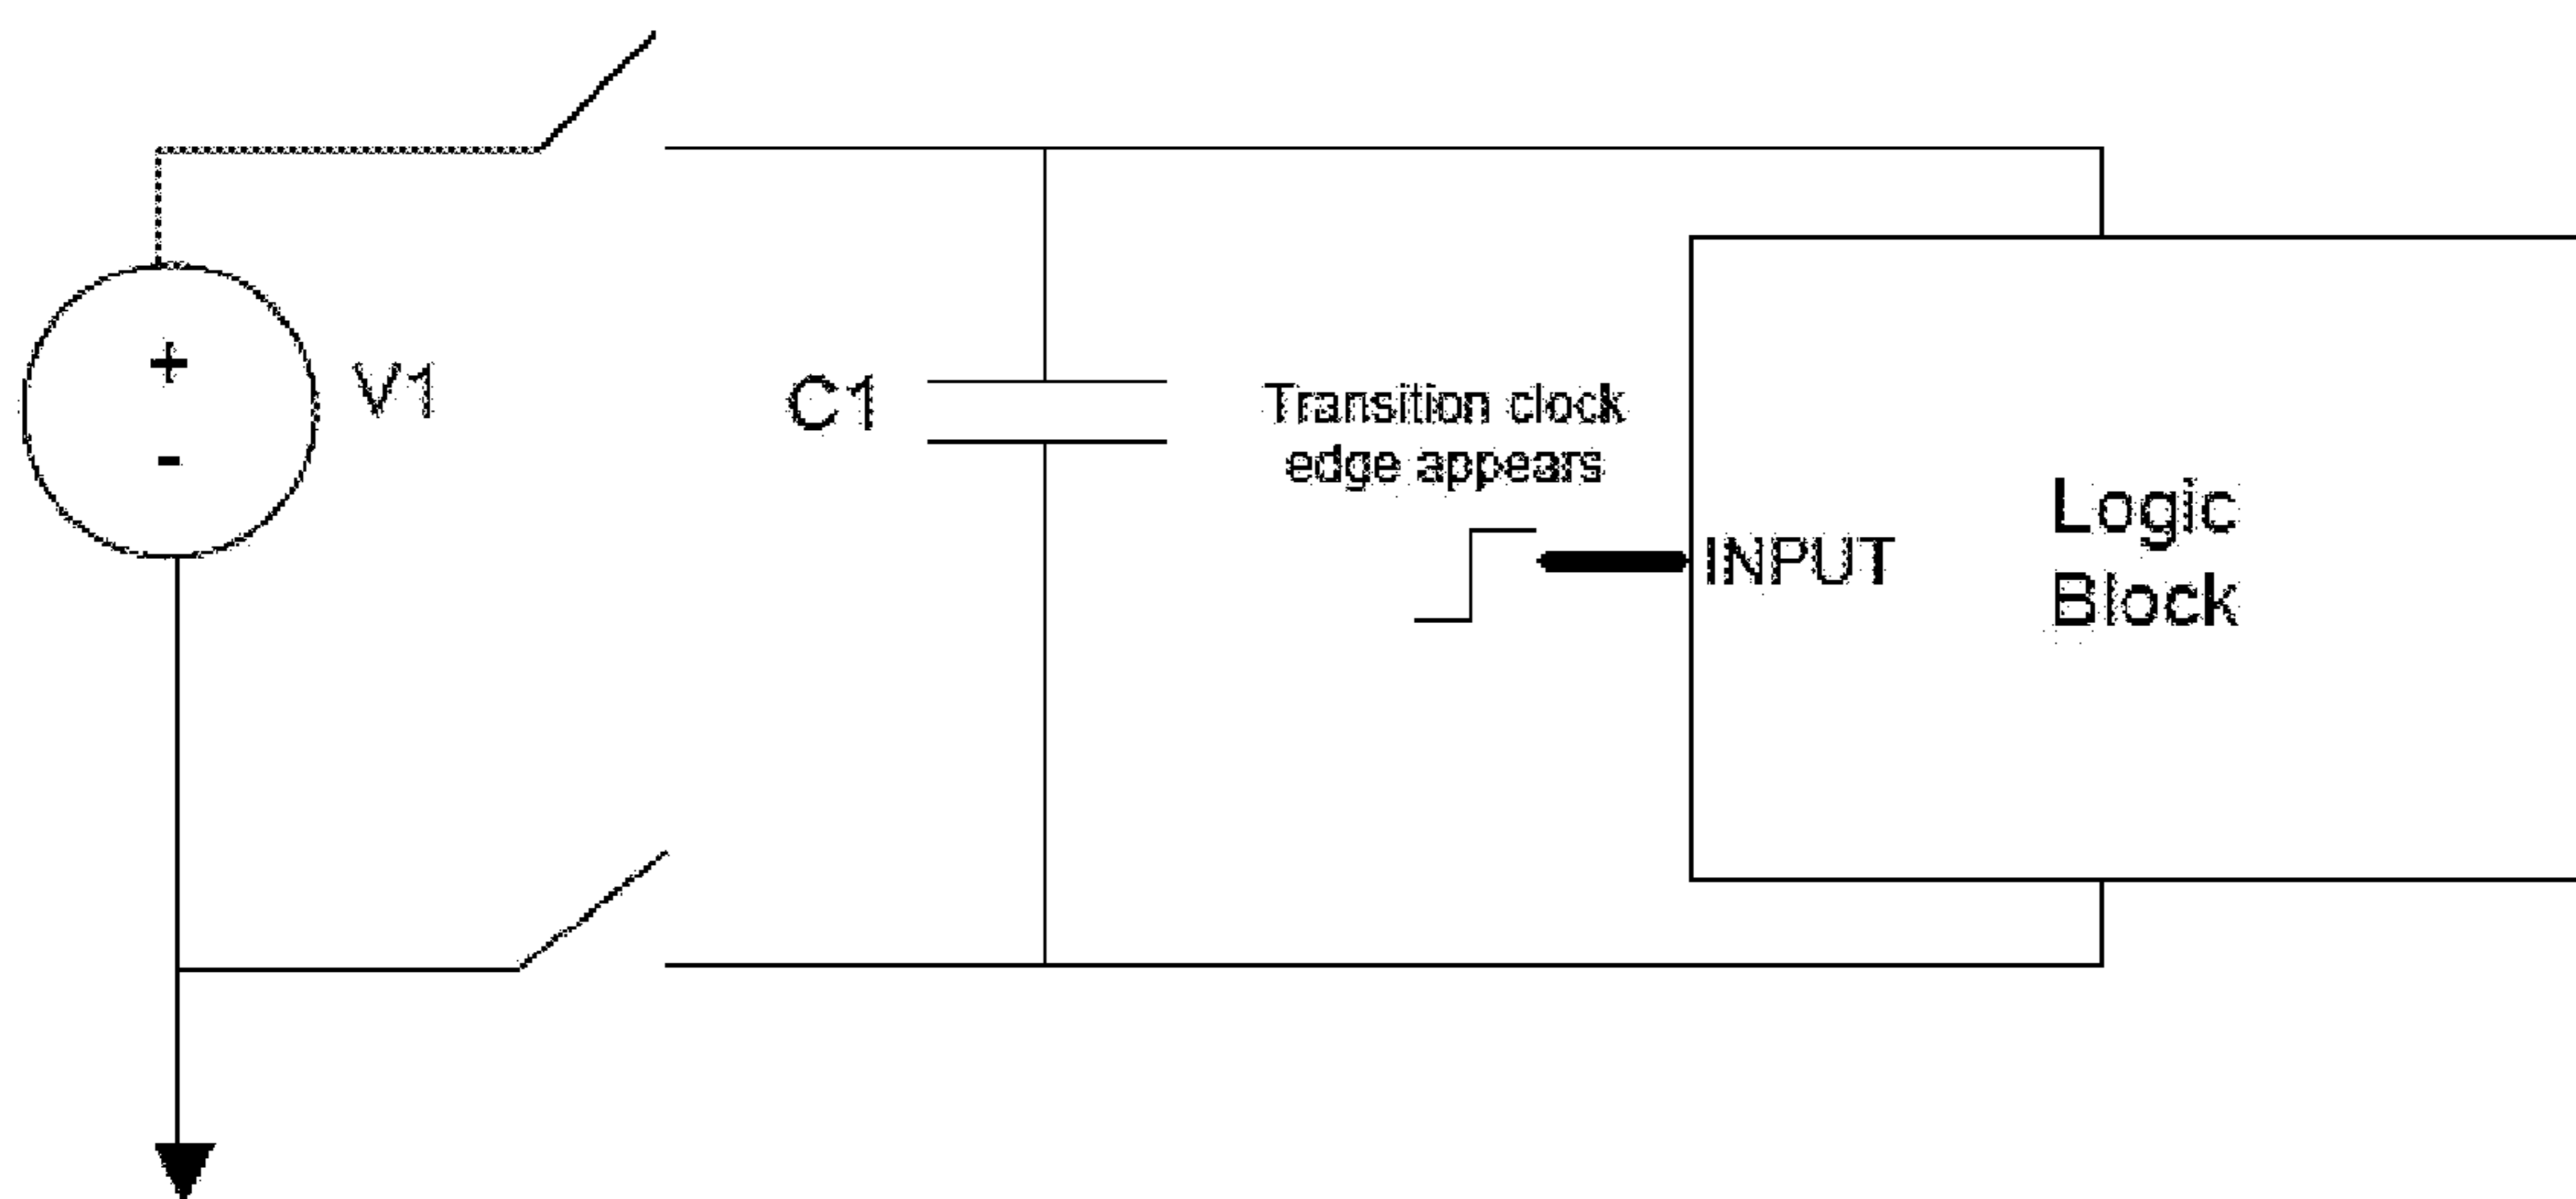 +
-
V1
C1
Transition clock
edge appears
INPUT
Logic
Block